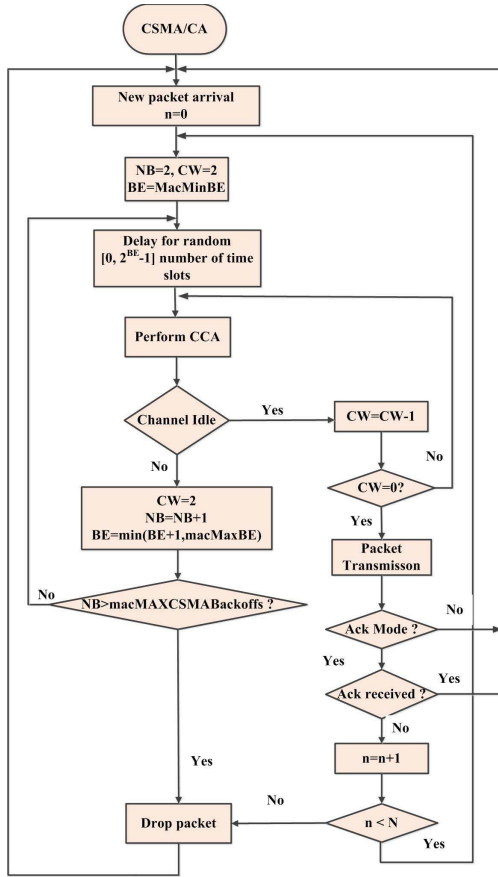 CSMA/CA
New packet arrival
n=0
NB=2, CW=2
BE=MacMinBE
Delay for random
[0, 2^BE-1] number of time
slots
Perform CCA
Channel Idle
Yes
CW=CW-1
No
No
CW=0?
CW=2
NB=NB+1
BE=min(BE+1,macMaxBE)
Yes
Packet
Transmisson
No
NB>macMAXCSMABackoffs ?
Ack Mode ?
No
Yes
Ack received ?
Yes
No
n=n+1
Yes
Drop packet
No
n < N
Yes